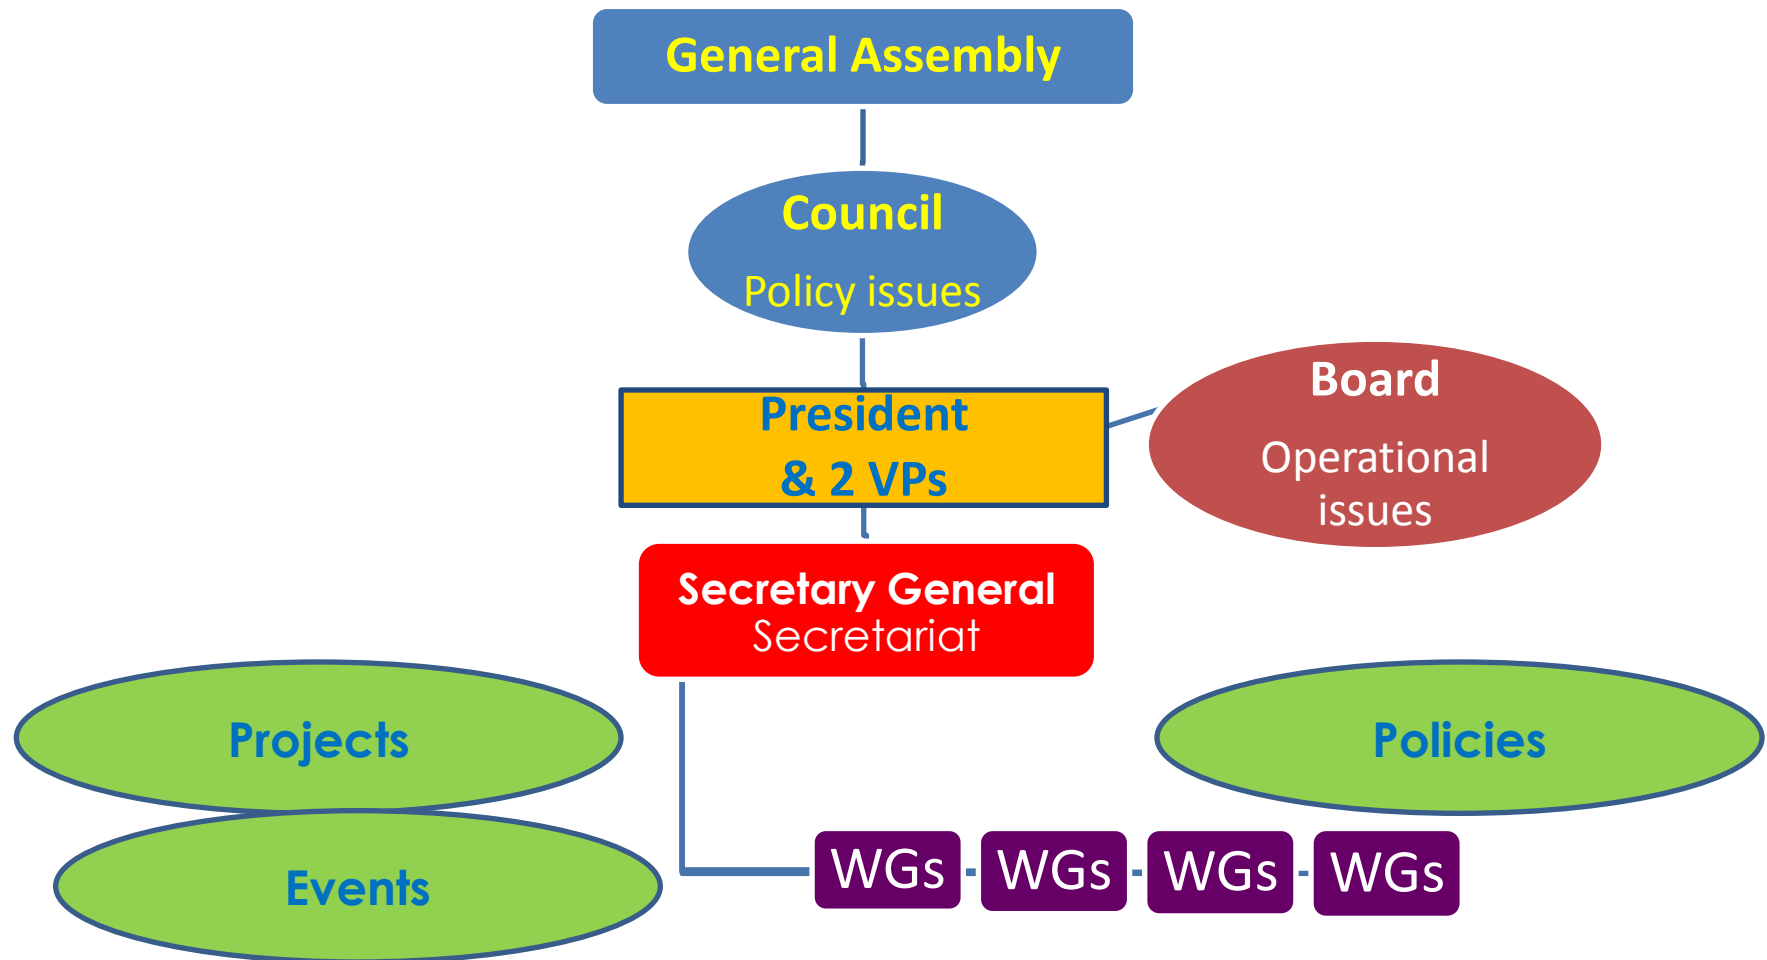 General Assembly
Council
Policy issues
President
& 2 VPs
Board
Operational
issues
Secretary General
Secretariat
Projects
Policies
Events
WGs
WGs
WGs
WGs